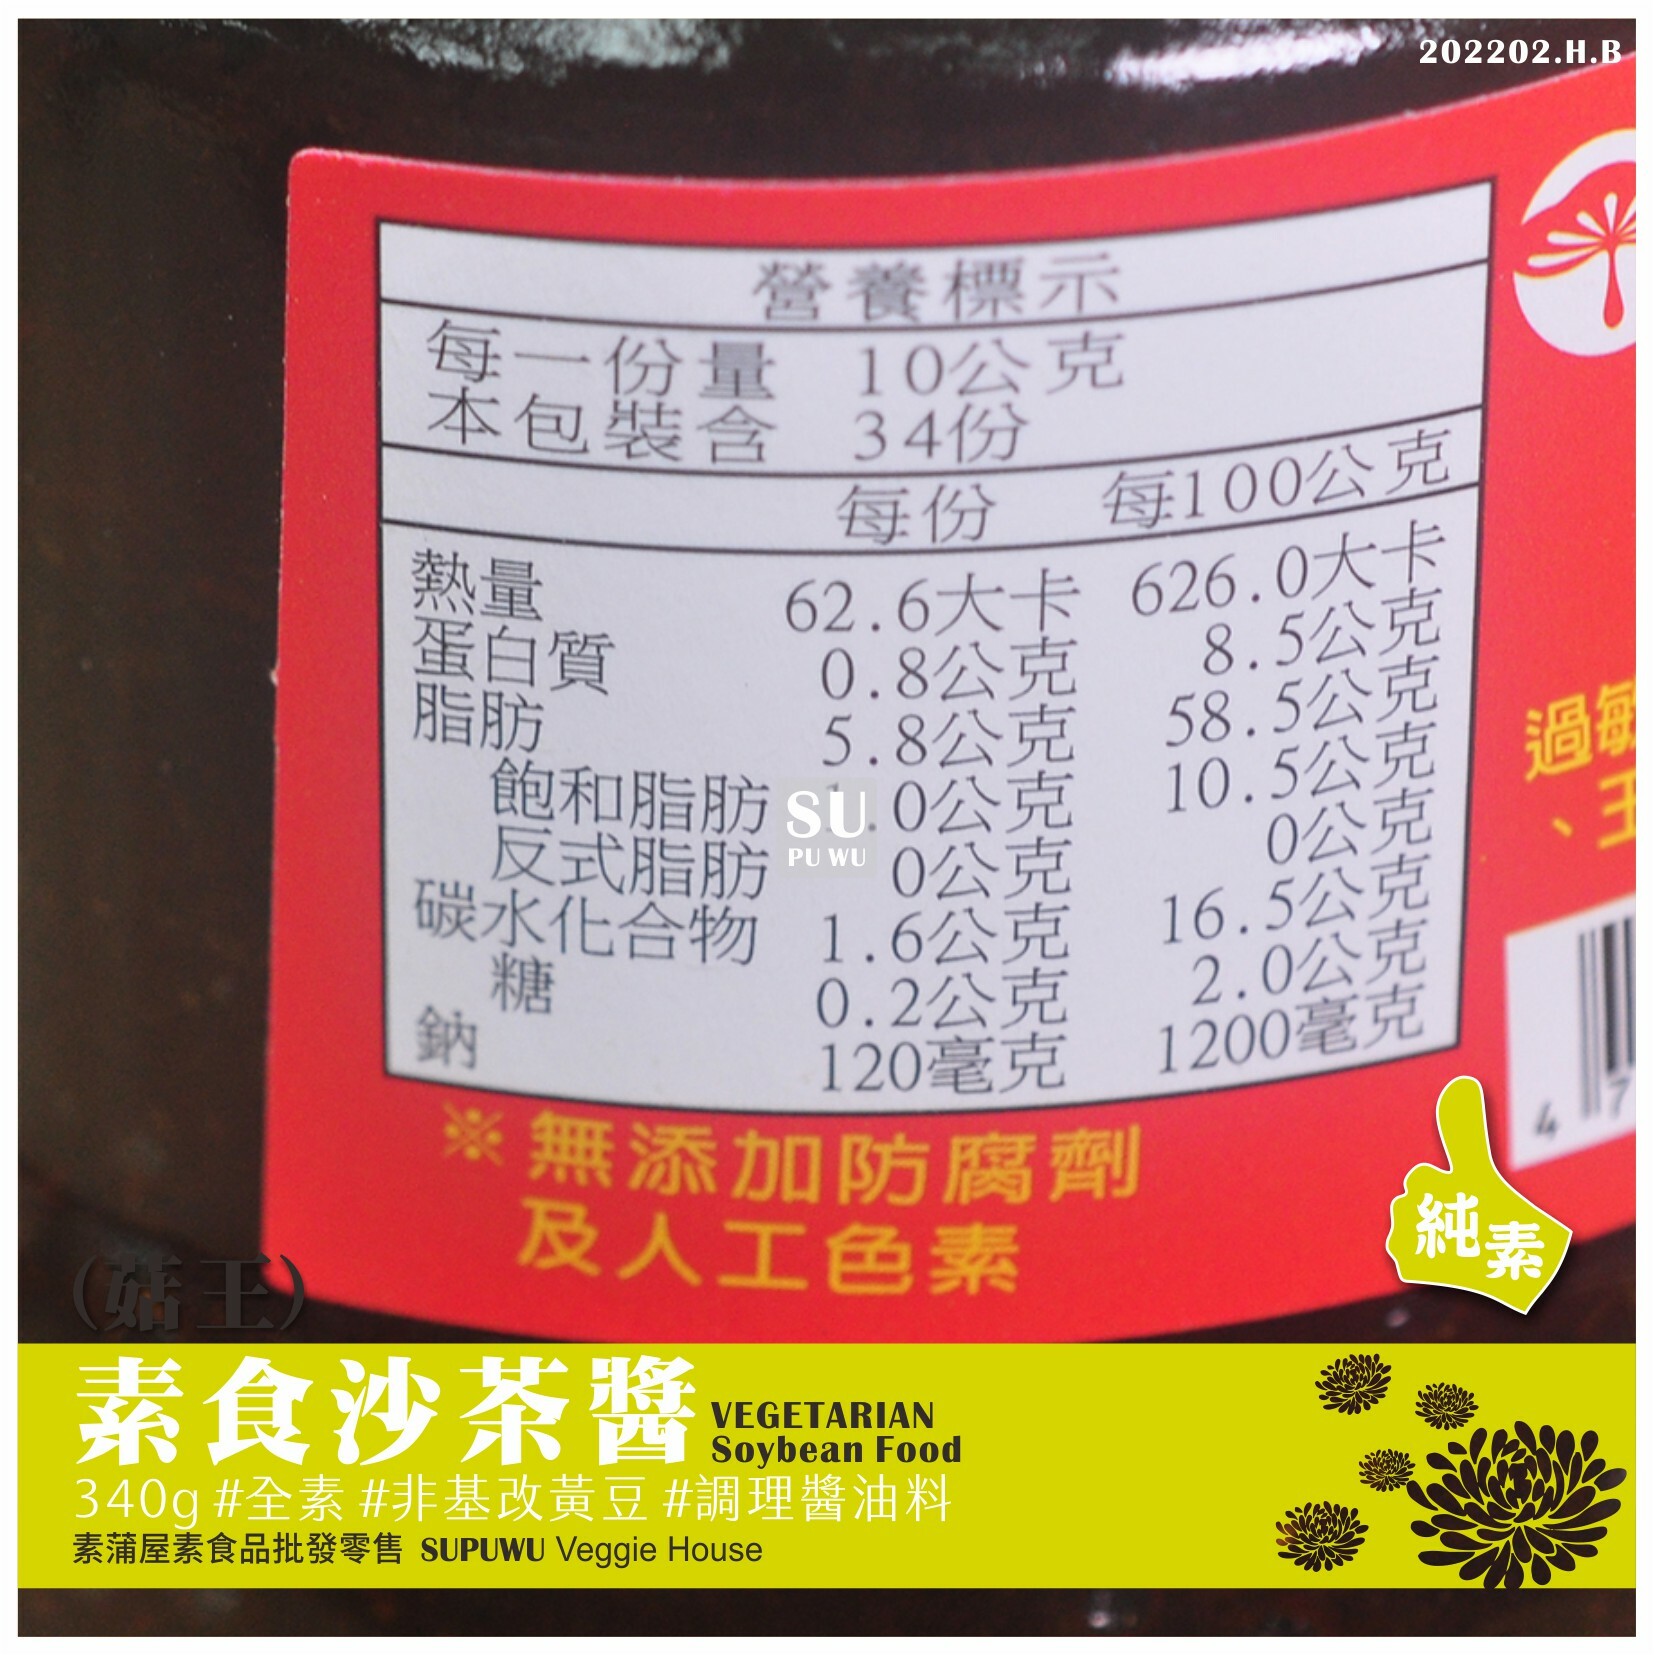 202202.H.B
營養標示
每一份量 10公克
本包裝含 34份
每份 每100公克
熱量 62.6大卡 626.0大卡
蛋白質 0.8公克 8.5公克
脂肪 5.8公克 58.5公克
飽和脂肪 1.0公克 10.5公克
反式脂肪 0公克 0公克
碳水化合物 1.6公克 16.5公克
糖 0.2公克 2.0公克
鈉 120毫克 1200毫克
SU
PU WU
過敏
、王
4 7
※無添加防腐劑
及人工色素
純素
(菇王)
素食沙茶醬 VEGETARIAN
Soybean Food
340g #全素 #非基改黃豆 #調理醬油料
素蒲屋素食品批發零售 SUPUWU Veggie House